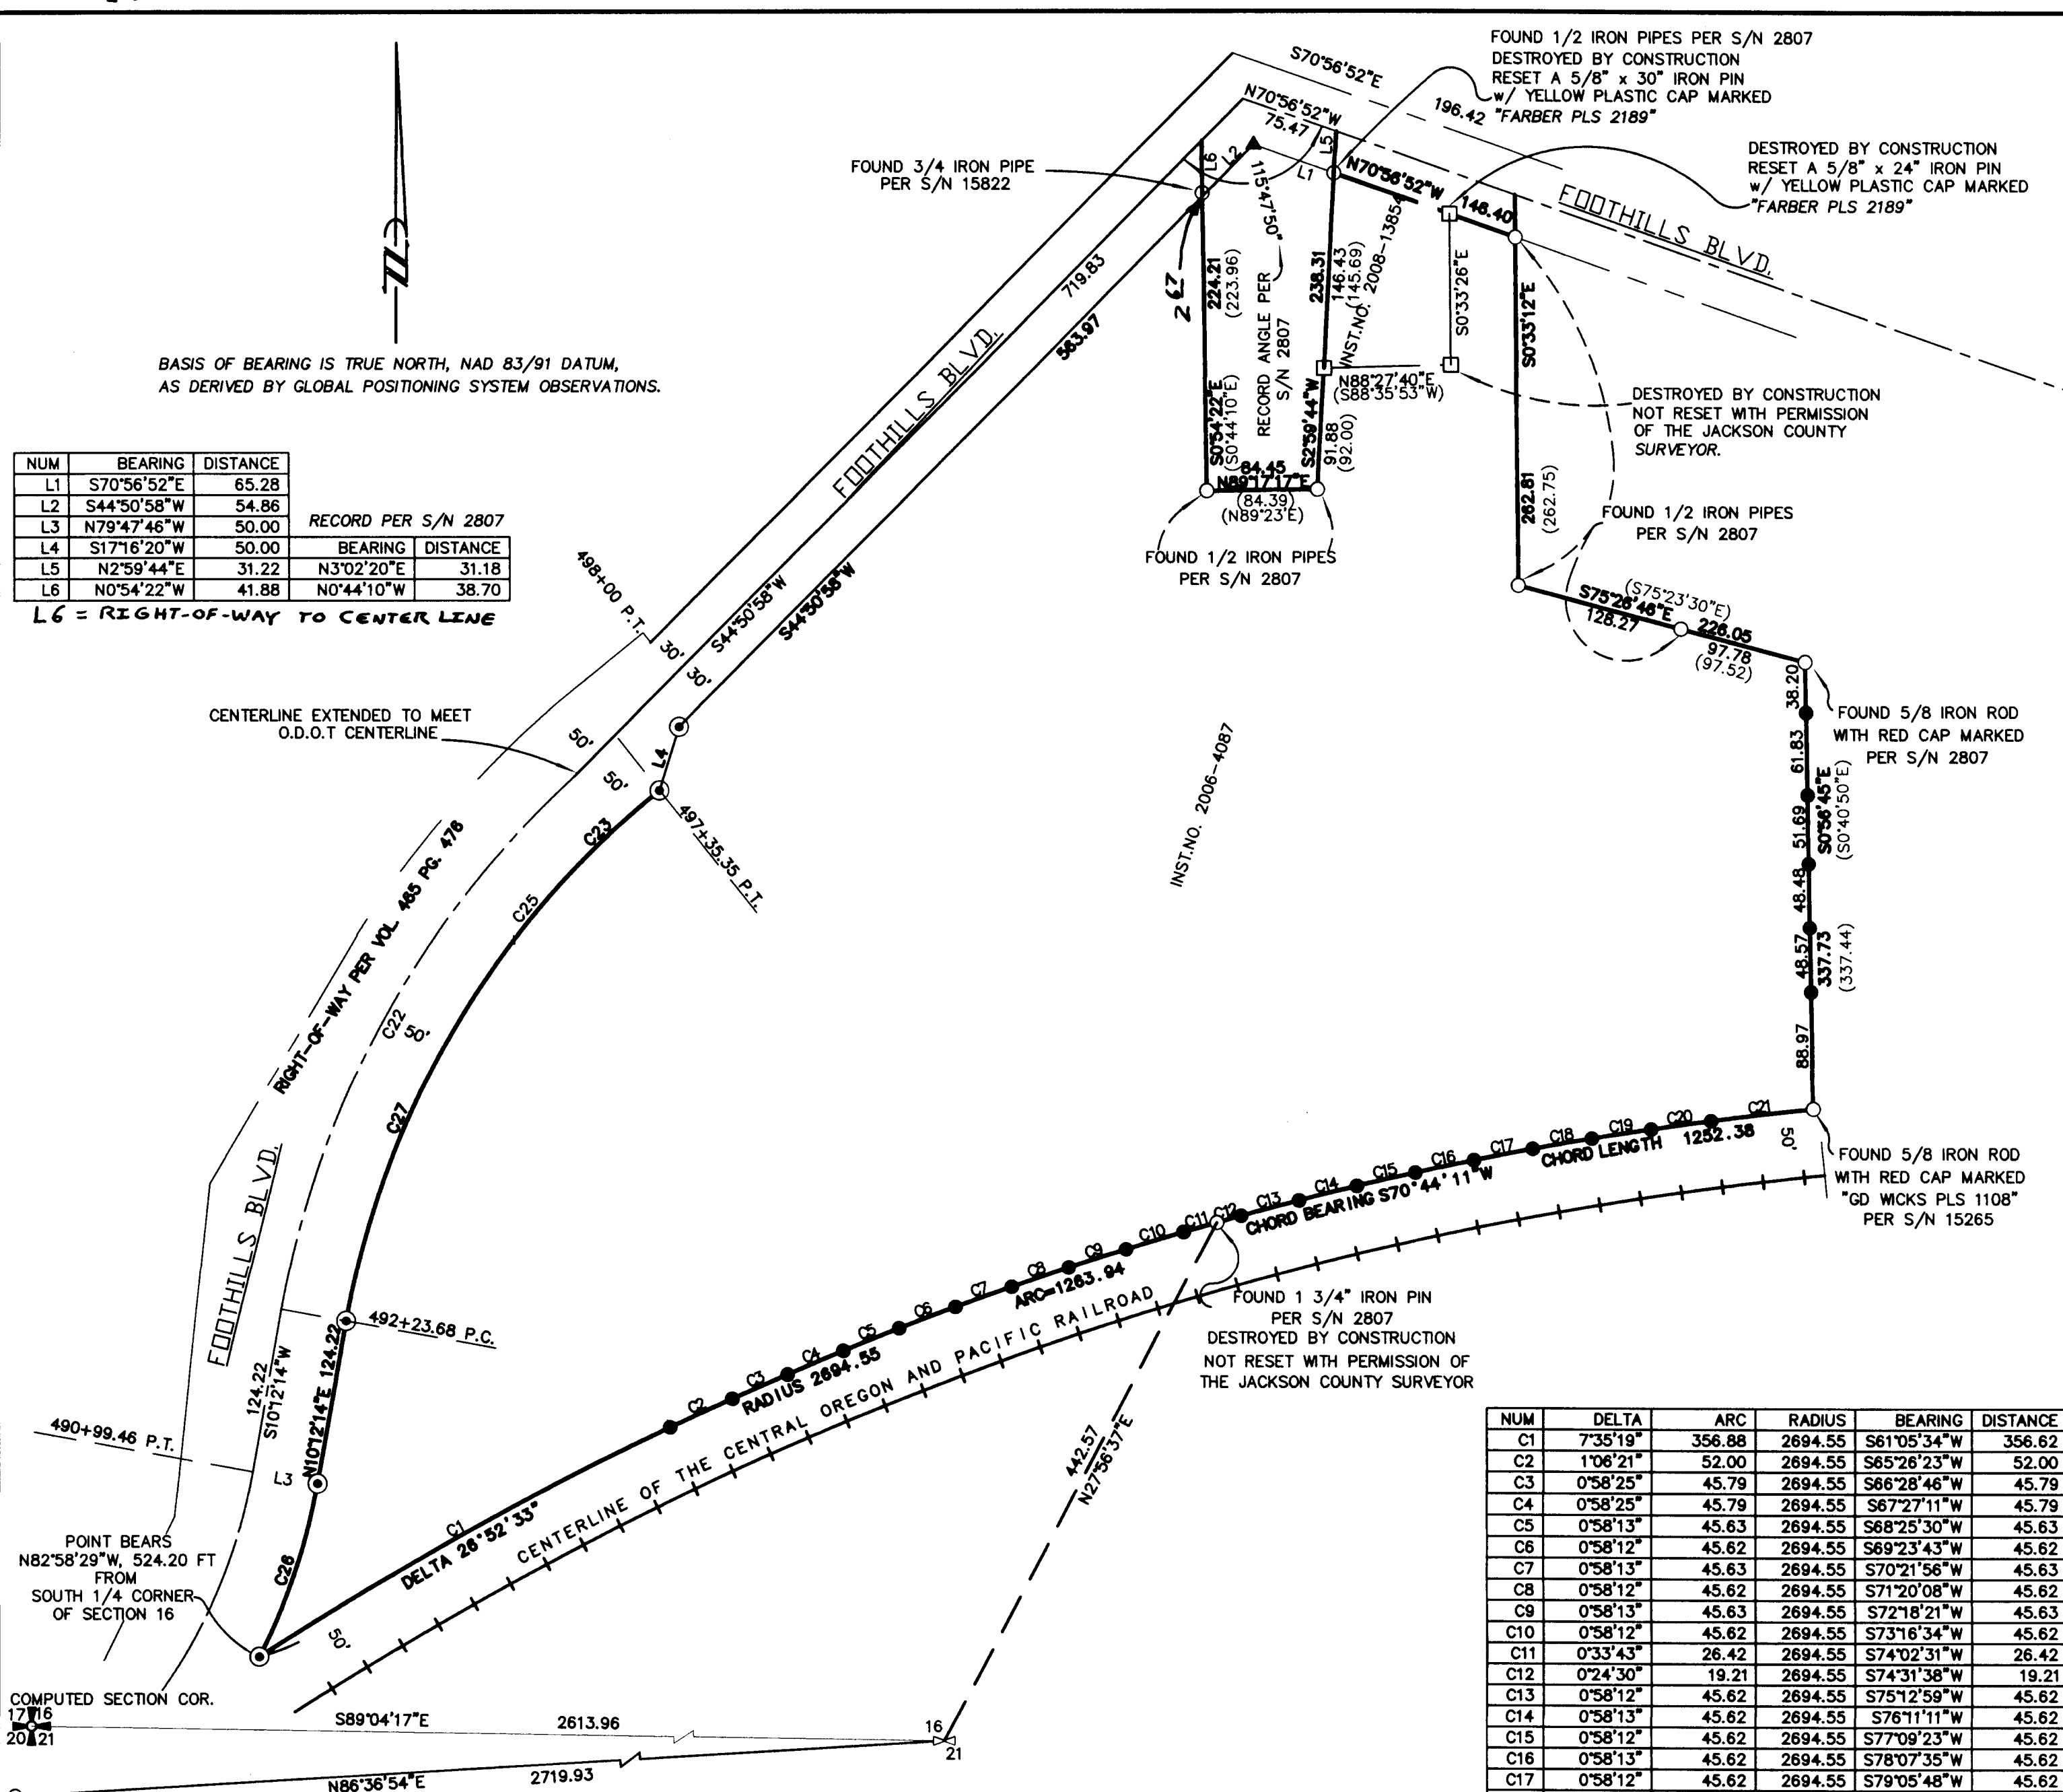 FOUND 1/2 IRON PIPES PER S/N 2807
DESTROYED BY CONSTRUCTION
RESET A 5/8" x 30" IRON PIN
w/ YELLOW PLASTIC CAP MARKED
"FARBER PLS 2189"
S70°56'52"E
196.42
N70°56'52"W
75.47
DESTROYED BY CONSTRUCTION
RESET A 5/8" x 24" IRON PIN
w/ YELLOW PLASTIC CAP MARKED
"FARBER PLS 2189"
FOUND 3/4 IRON PIPE
PER S/N 15822
L6
L2
L5
L1
N70°56'52"W
146.40
FOOTHILLS BLVD.
115°47'50"
RECORD ANGLE PER
S/N 2807
267
224.21
(223.96)
S0°54'22"E
(S0°44'10"E)
238.31
146.43
(145.69)
INST.NO. 2008-13854
S0°33'26"E
S0°33'12"E
262.81
(262.75)
N88°27'40"E
(S88°35'53"W)
S2°59'44"W
91.88
(92.00)
84.45
N89°17'17"E
(84.39)
(N89°23'E)
FOUND 1/2 IRON PIPES
PER S/N 2807
DESTROYED BY CONSTRUCTION
NOT RESET WITH PERMISSION
OF THE JACKSON COUNTY
SURVEYOR.
FOUND 1/2 IRON PIPES
PER S/N 2807
BASIS OF BEARING IS TRUE NORTH, NAD 83/91 DATUM,
AS DERIVED BY GLOBAL POSITIONING SYSTEM OBSERVATIONS.
NUM BEARING DISTANCE
L1 S70°56'52"E 65.28
L2 S44°50'58"W 54.86
L3 N79°47'46"W 50.00 RECORD PER S/N 2807
L4 S17°16'20"W 50.00 BEARING DISTANCE
L5 N2°59'44"E 31.22 N3°02'20"E 31.18
L6 N0°54'22"W 41.88 N0°44'10"W 38.70
L6 = RIGHT-OF-WAY TO CENTER LINE
719.83
563.97
FOOTHILLS BLVD.
498+00 P.T.
S44°50'58"W
S44°50'58"W
30'
30'
(S75°23'30"E)
S75°26'46"E
128.27
226.05
97.78
(97.52)
CENTERLINE EXTENDED TO MEET
O.D.O.T CENTERLINE
50'
50'
L4
497+35.35 P.T.
C23
C25
INST.NO. 2006-4087
FOUND 5/8 IRON ROD
WITH RED CAP MARKED
PER S/N 2807
38.20
61.83
51.69
48.48
48.57
88.97
S0°56'45"E
(S0°40'50"E)
337.73
(337.44)
RIGHT-OF-WAY PER VOL. 465 PG. 476
C22
50'
C27
FOOTHILLS BLVD.
492+23.68 P.C.
124.22
S10°12'14"W
N10°12'14"E 124.22
490+99.46 P.T.
L3
C26
POINT BEARS
N82°58'29"W, 524.20 FT
FROM
SOUTH 1/4 CORNER
OF SECTION 16
50'
C1
DELTA 26°52'33"
C2
C3
C4
C5
C6
C7
C8
C9
C10
C11
C12
C13
C14
C15
C16
C17
C18
C19
C20
C21
RADIUS 2694.55
ARC=1263.94
CHORD BEARING S70°44'11"W
CHORD LENGTH 1252.38
50'
CENTERLINE OF THE CENTRAL OREGON AND PACIFIC RAILROAD
FOUND 5/8 IRON ROD
WITH RED CAP MARKED
"GD WICKS PLS 1108"
PER S/N 15265
FOUND 1 3/4" IRON PIN
PER S/N 2807
DESTROYED BY CONSTRUCTION
NOT RESET WITH PERMISSION OF
THE JACKSON COUNTY SURVEYOR
442.57
N27°56'37"E
COMPUTED SECTION COR.
17 16
20 21
S89°04'17"E 2613.96
16
21
N86°36'54"E 2719.93
NUM DELTA ARC RADIUS BEARING DISTANCE
C1 7°35'19" 356.88 2694.55 S61°05'34"W 356.62
C2 1°06'21" 52.00 2694.55 S65°26'23"W 52.00
C3 0°58'25" 45.79 2694.55 S66°28'46"W 45.79
C4 0°58'25" 45.79 2694.55 S67°27'11"W 45.79
C5 0°58'13" 45.63 2694.55 S68°25'30"W 45.63
C6 0°58'12" 45.62 2694.55 S69°23'43"W 45.62
C7 0°58'13" 45.63 2694.55 S70°21'56"W 45.63
C8 0°58'12" 45.62 2694.55 S71°20'08"W 45.62
C9 0°58'13" 45.63 2694.55 S72°18'21"W 45.63
C10 0°58'12" 45.62 2694.55 S73°16'34"W 45.62
C11 0°33'43" 26.42 2694.55 S74°02'31"W 26.42
C12 0°24'30" 19.21 2694.55 S74°31'38"W 19.21
C13 0°58'12" 45.62 2694.55 S75°12'59"W 45.62
C14 0°58'13" 45.62 2694.55 S76°11'11"W 45.62
C15 0°58'12" 45.62 2694.55 S77°09'23"W 45.62
C16 0°58'13" 45.62 2694.55 S78°07'35"W 45.62
C17 0°58'12" 45.62 2694.55 S79°05'48"W 45.62